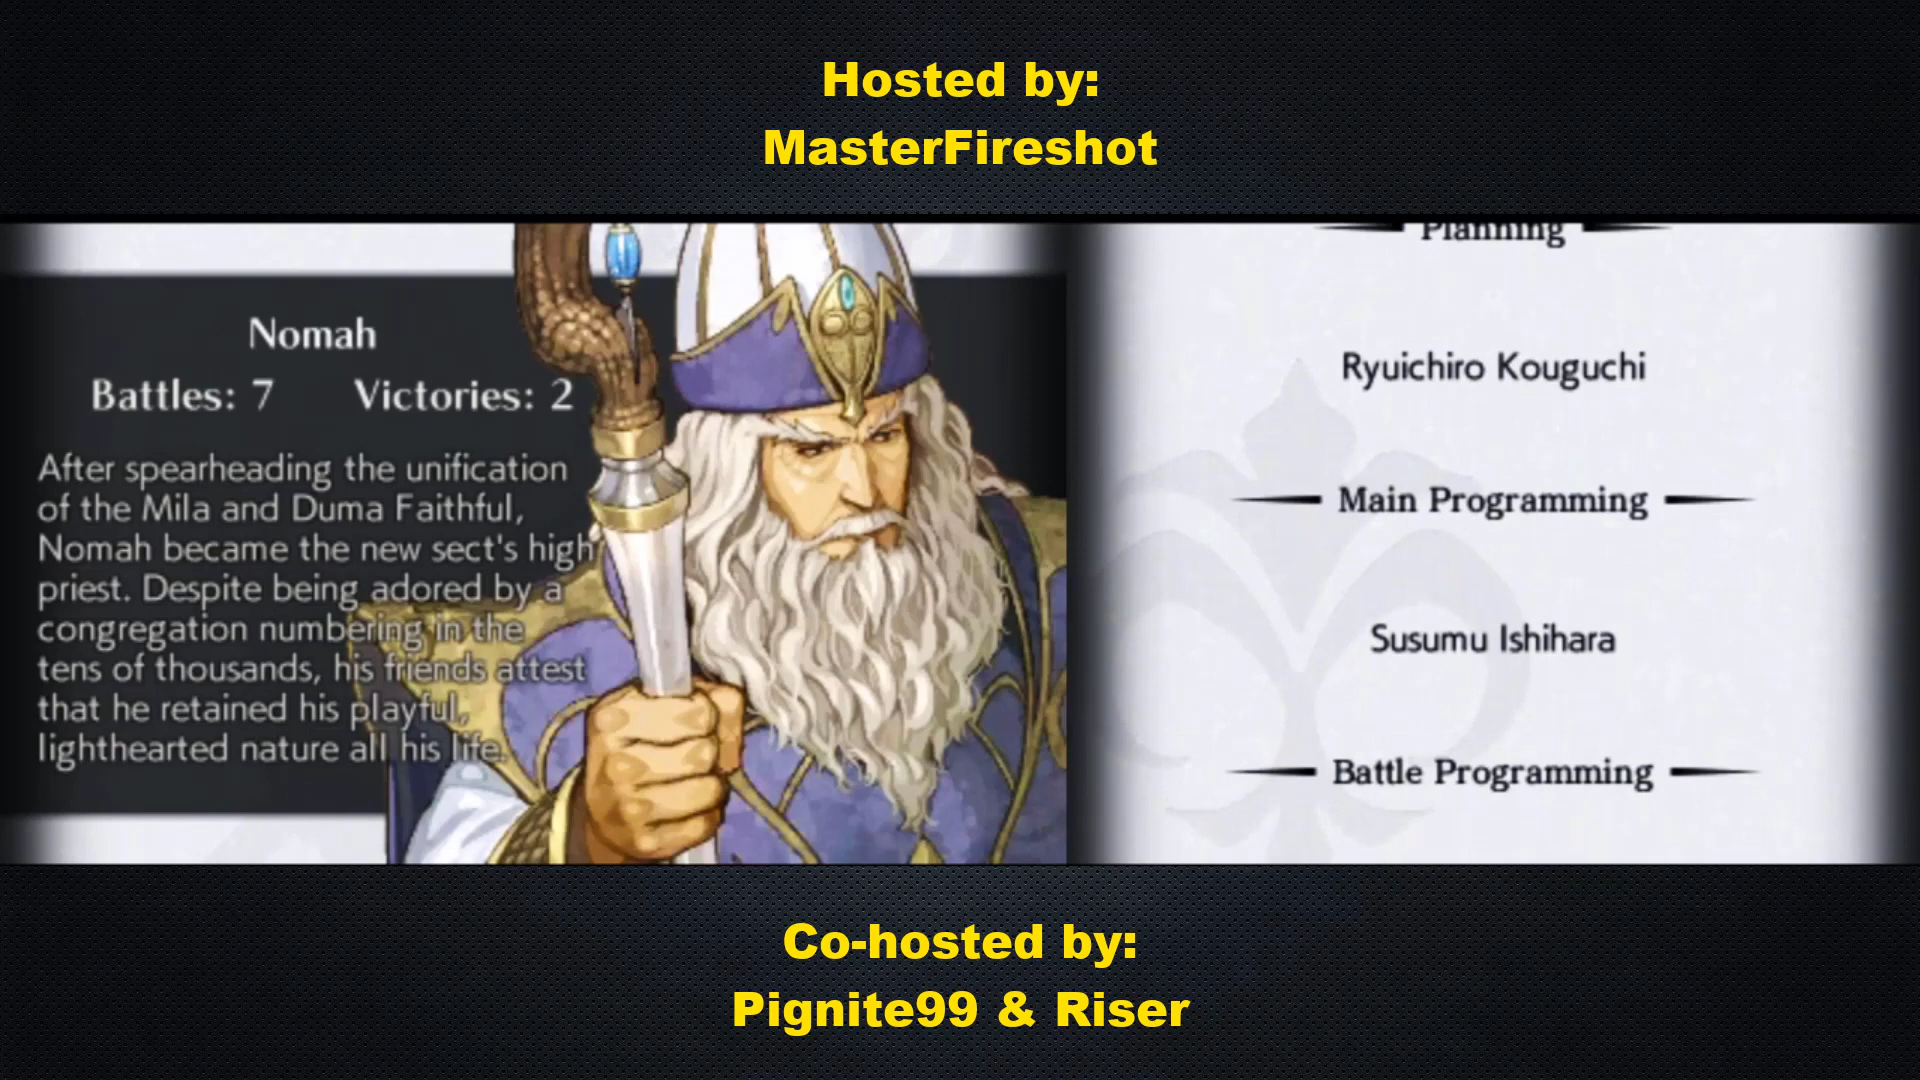 Hosted by:
MasterFireshot
Nomah
Battles: 7 Victories: 2
After spearheading the unification
of the Mila and Duma Faithful,
Nomah became the new sect's high
priest. Despite being adored by a
congregation numbering in the
tens of thousands, his friends attest
that he retained his playful,
lighthearted nature all his life.
Planning
Ryuichiro Kouguchi
Main Programming
Susumu Ishihara
Battle Programming
Co-hosted by:
Pignite99 & Riser